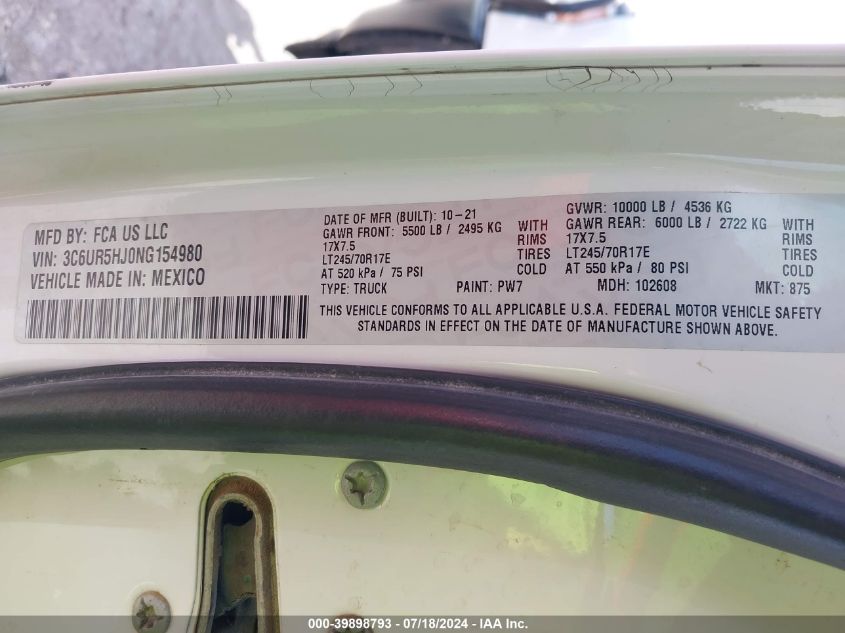 MFD BY: FCA US LLC
VIN: 3C6UR5HJ0NG154980
VEHICLE MADE IN: MEXICO
DATE OF MFR (BUILT): 10-21
GAWR FRONT: 5500 LB / 2495 KG WITH
17X7.5 RIMS
LT245/70R17E TIRES
AT 520 kPa / 75 PSI COLD
TYPE: TRUCK PAINT: PW7
GVWR: 10000 LB / 4536 KG
GAWR REAR: 6000 LB / 2722 KG WITH
17X7.5 RIMS
LT245/70R17E TIRES
AT 550 kPa / 80 PSI COLD
MDH: 102608 MKT: 875
THIS VEHICLE CONFORMS TO ALL APPLICABLE U.S.A. FEDERAL MOTOR VEHICLE SAFETY
STANDARDS IN EFFECT ON THE DATE OF MANUFACTURE SHOWN ABOVE.
000-39898793 / 07/18/2024 - IAA Inc.